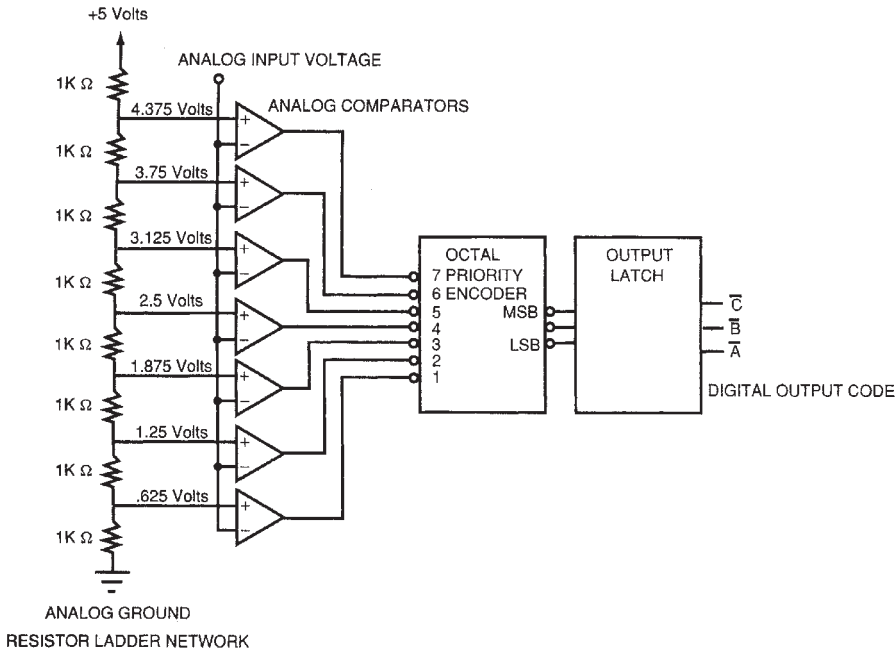 +5 Volts
ANALOG INPUT VOLTAGE
1K Ω
4.375 Volts
+
−
ANALOG COMPARATORS
1K Ω
3.75 Volts
+
−
1K Ω
3.125 Volts
+
−
1K Ω
2.5 Volts
+
−
1K Ω
1.875 Volts
+
−
1K Ω
1.25 Volts
+
−
1K Ω
.625 Volts
+
−
1K Ω
ANALOG GROUND
RESISTOR LADDER NETWORK
OCTAL
7 PRIORITY
6 ENCODER
5
4
3
2
1
MSB
LSB
OUTPUT
LATCH
C̅
B̅
A̅
DIGITAL OUTPUT CODE